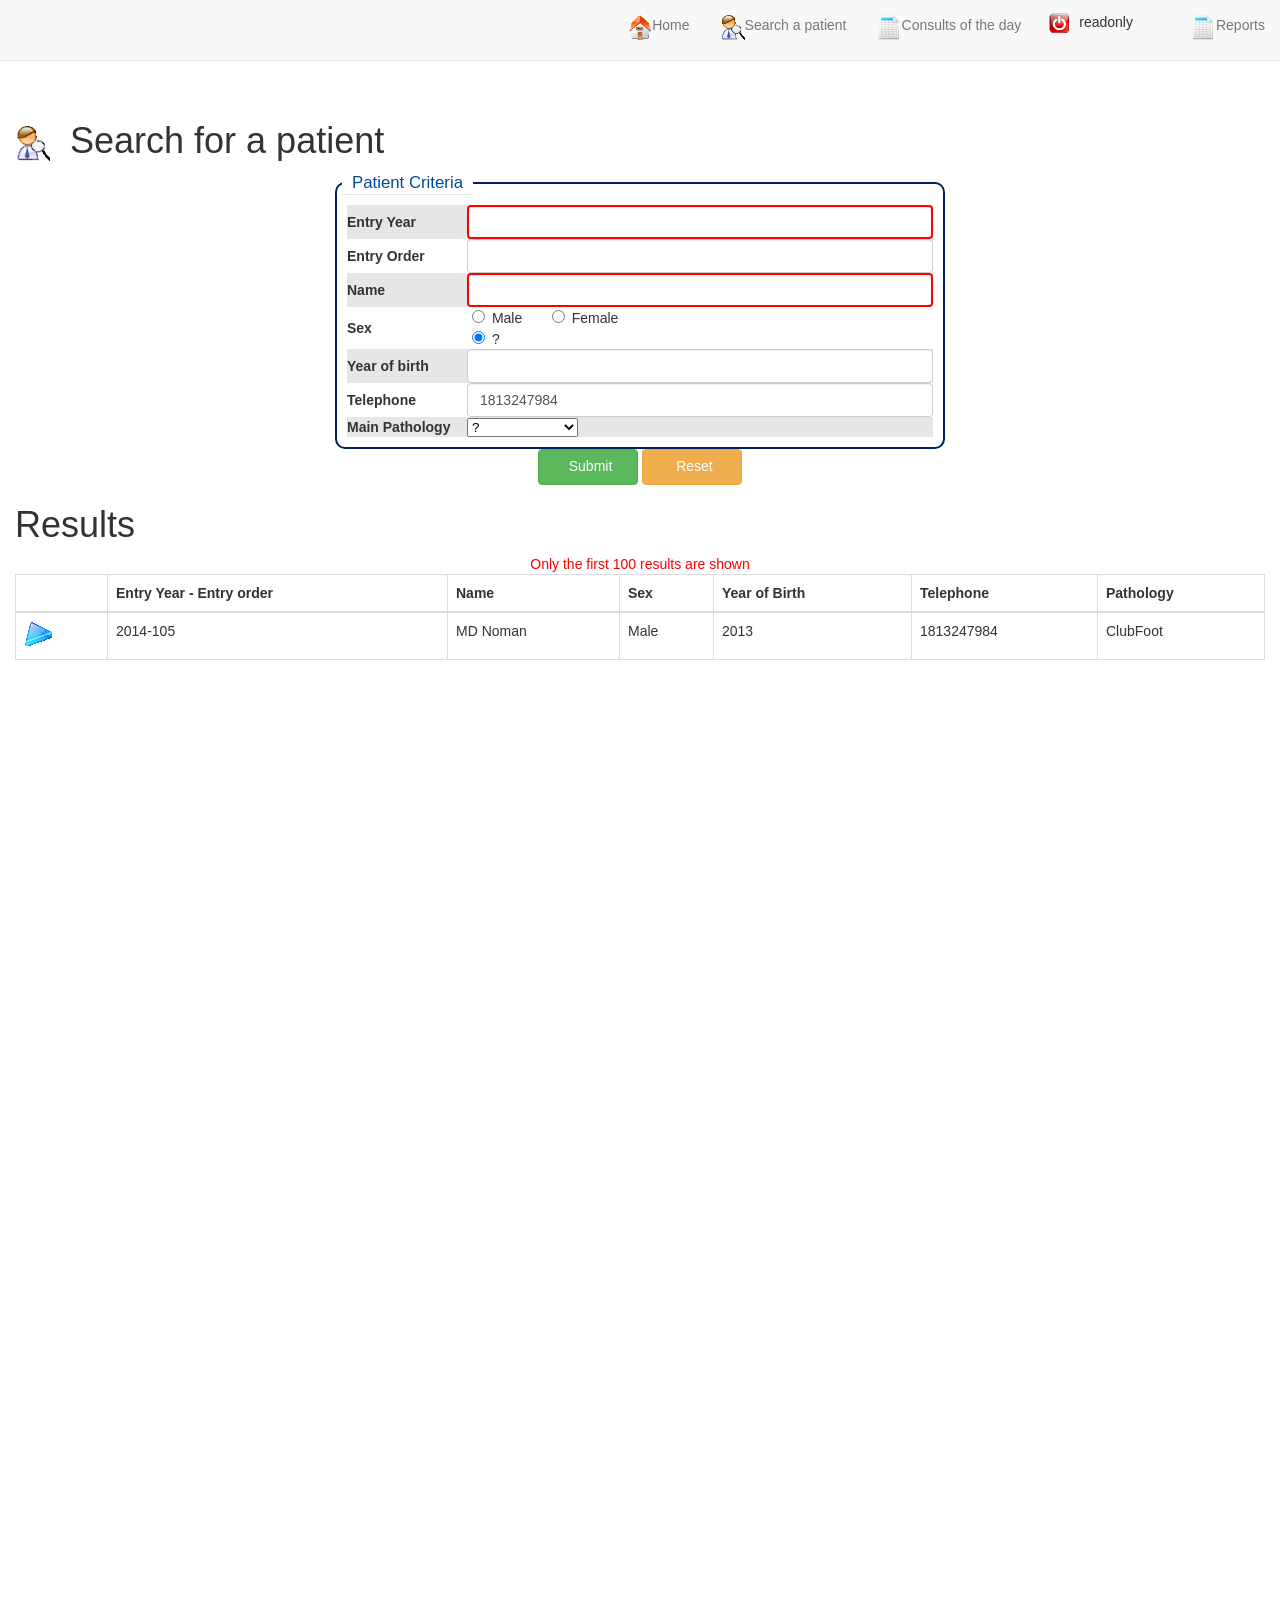 Home Search a patient Consults of the day readonly Reports
Search for a patient
Patient Criteria
Entry Year
Entry Order
Name
Sex Male Female
?
Year of birth
Telephone 1813247984
Main Pathology ?
Submit Reset
Results
Only the first 100 results are shown
Entry Year - Entry order Name Sex Year of Birth Telephone Pathology
2014-105 MD Noman Male 2013 1813247984 ClubFoot